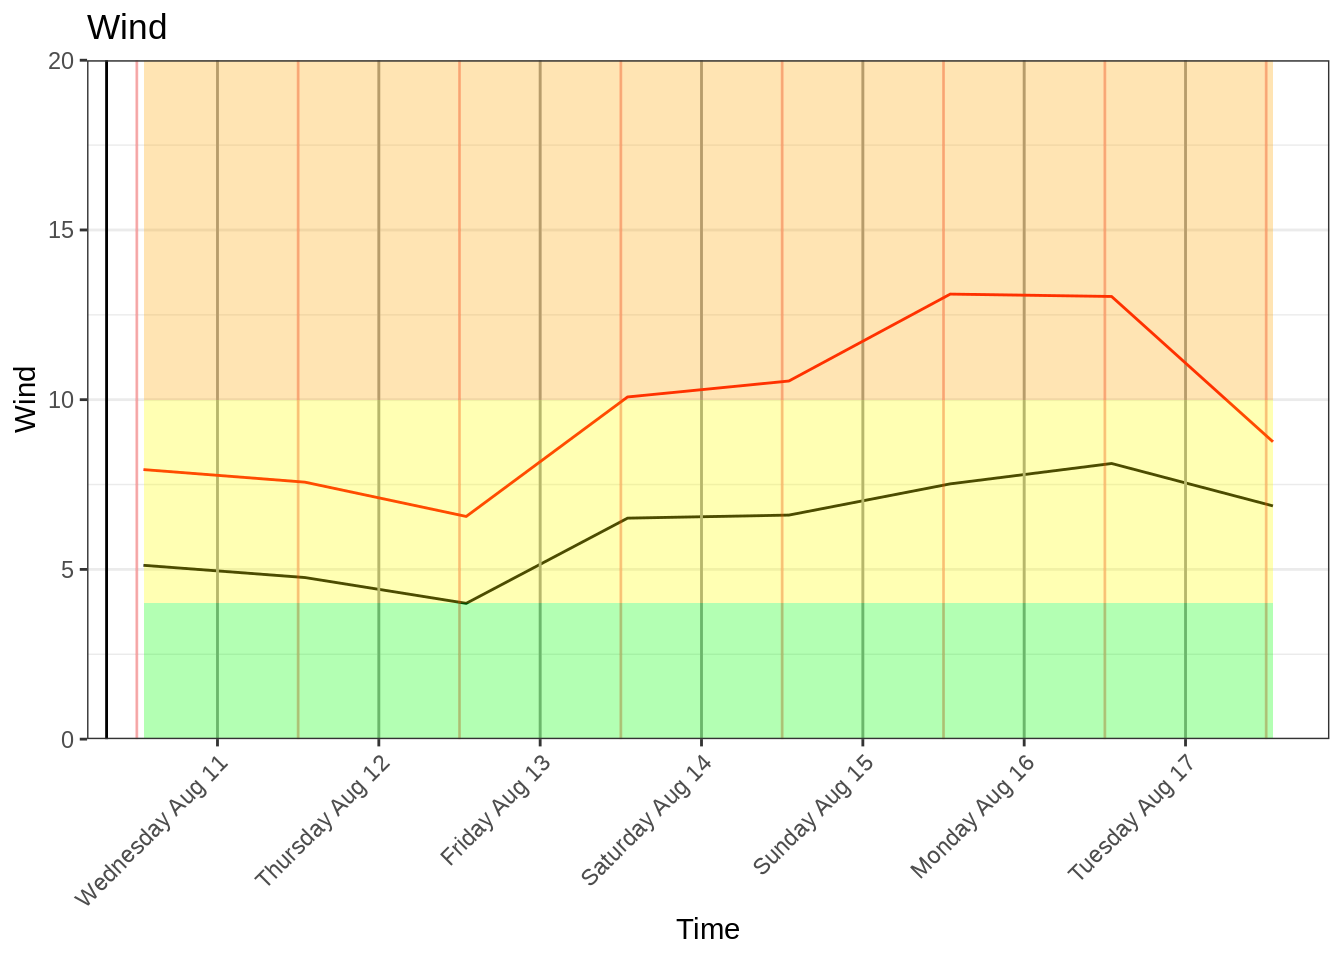 Wind
20
15
10
5
0
Wind
Wednesday Aug 11
Thursday Aug 12
Friday Aug 13
Saturday Aug 14
Sunday Aug 15
Monday Aug 16
Tuesday Aug 17
Time